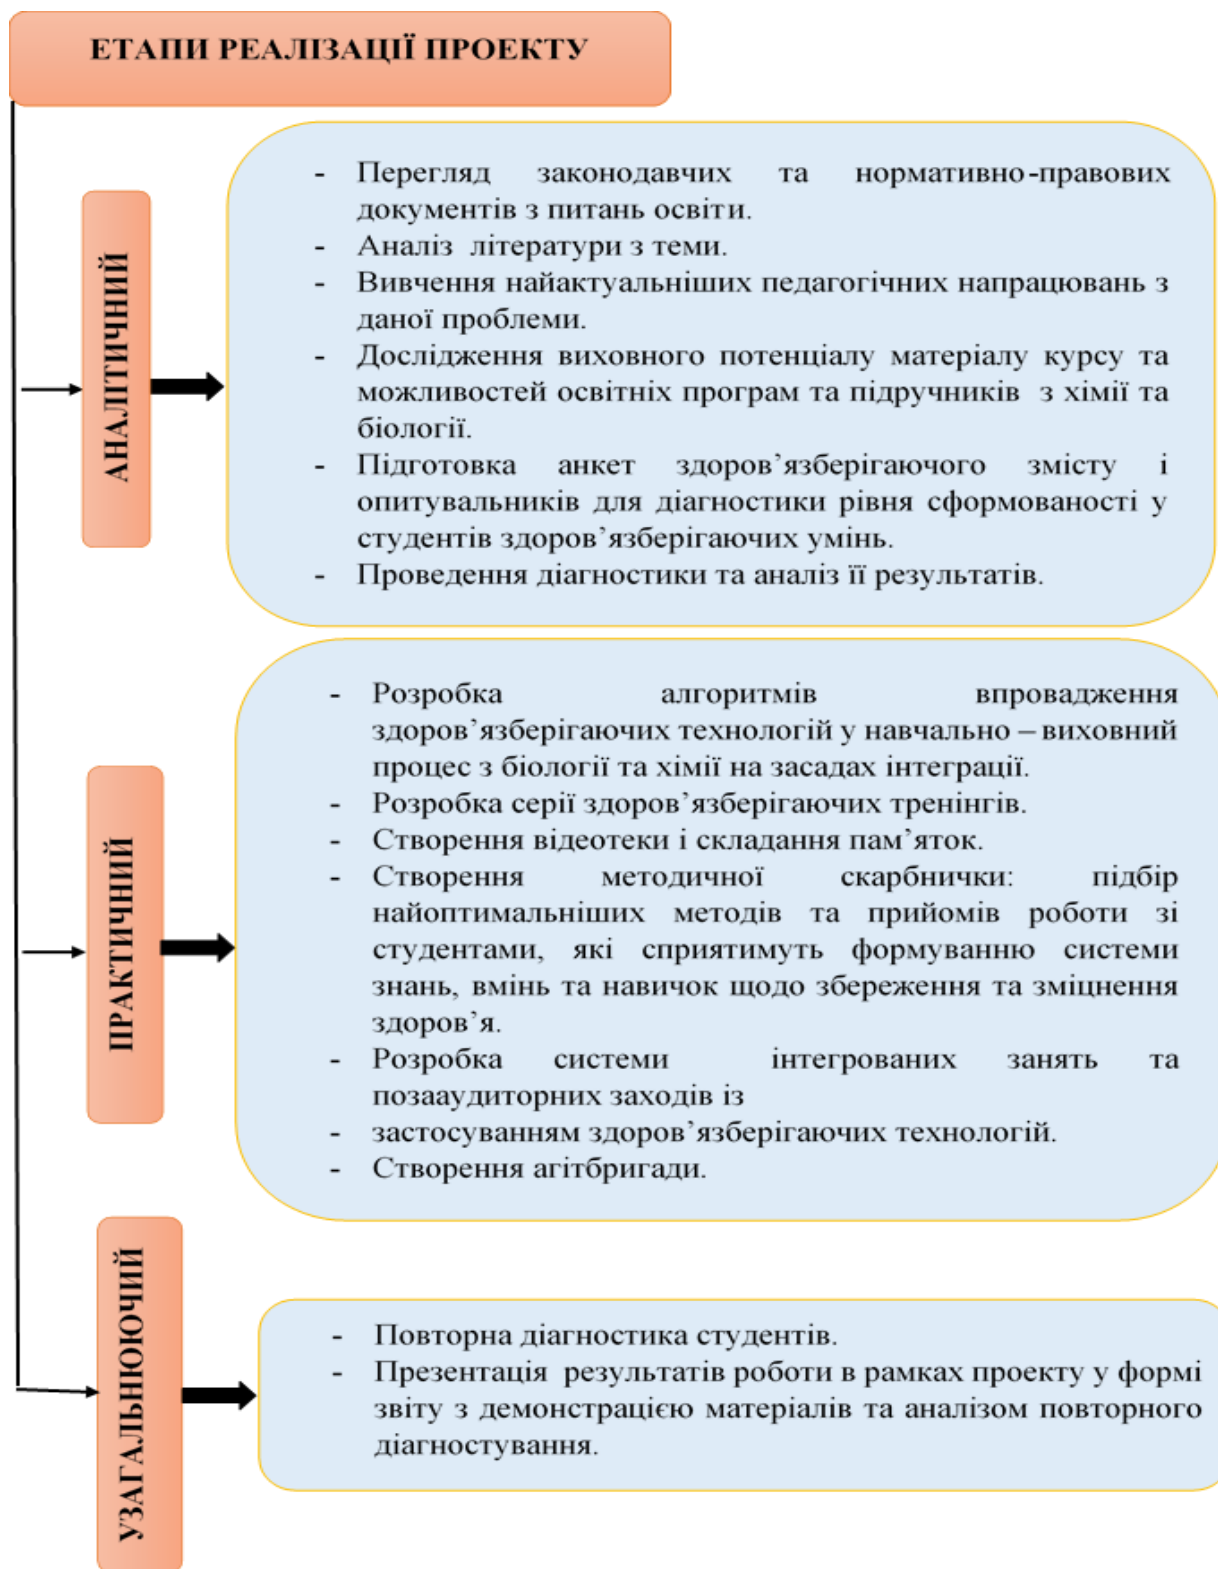 ЕТАПИ РЕАЛІЗАЦІЇ ПРОЕКТУ
АНАЛІТИЧНИЙ
- Перегляд законодавчих та нормативно-правових
документів з питань освіти.
- Аналіз літератури з теми.
- Вивчення найактуальніших педагогічних напрацювань з
даної проблеми.
- Дослідження виховного потенціалу матеріалу курсу та
можливостей освітніх програм та підручників з хімії та
біології.
- Підготовка анкет здоров’язберігаючого змісту і
опитувальників для діагностики рівня сформованості у
студентів здоров’язберігаючих умінь.
- Проведення діагностики та аналіз її результатів.
ПРАКТИЧНИЙ
- Розробка алгоритмів впровадження
здоров’язберігаючих технологій у навчально – виховний
процес з біології та хімії на засадах інтеграції.
- Розробка серії здоров’язберігаючих тренінгів.
- Створення відеотеки і складання пам’яток.
- Створення методичної скарбнички: підбір
найоптимальніших методів та прийомів роботи зі
студентами, які сприятимуть формуванню системи
знань, вмінь та навичок щодо збереження та зміцнення
здоров’я.
- Розробка системи інтегрованих занять та
позааудиторних заходів із
- застосуванням здоров’язберігаючих технологій.
- Створення агітбригади.
УЗАГАЛЬНЮЮЧИЙ
- Повторна діагностика студентів.
- Презентація результатів роботи в рамках проекту у формі
звіту з демонстрацією матеріалів та аналізом повторного
діагностування.